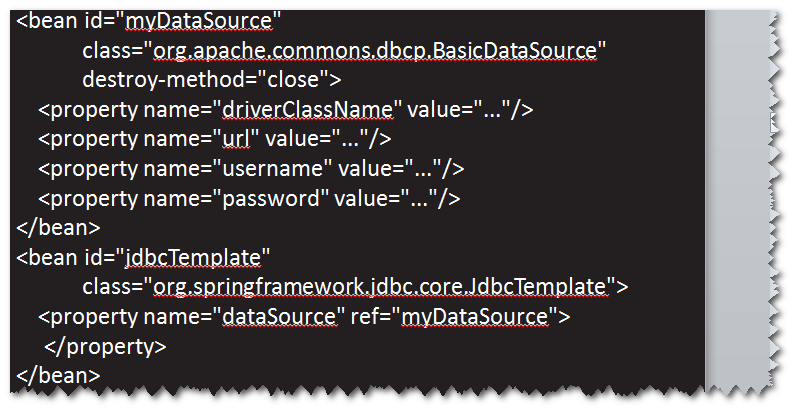 <bean id="myDataSource"
class="org.apache.commons.dbcp.BasicDataSource"
destroy-method="close">
<property name="driverClassName" value="..."/>
<property name="url" value="..."/>
<property name="username" value="..."/>
<property name="password" value="..."/>
</bean>
<bean id="jdbcTemplate"
class="org.springframework.jdbc.core.JdbcTemplate">
<property name="dataSource" ref="myDataSource">
</property>
</bean>